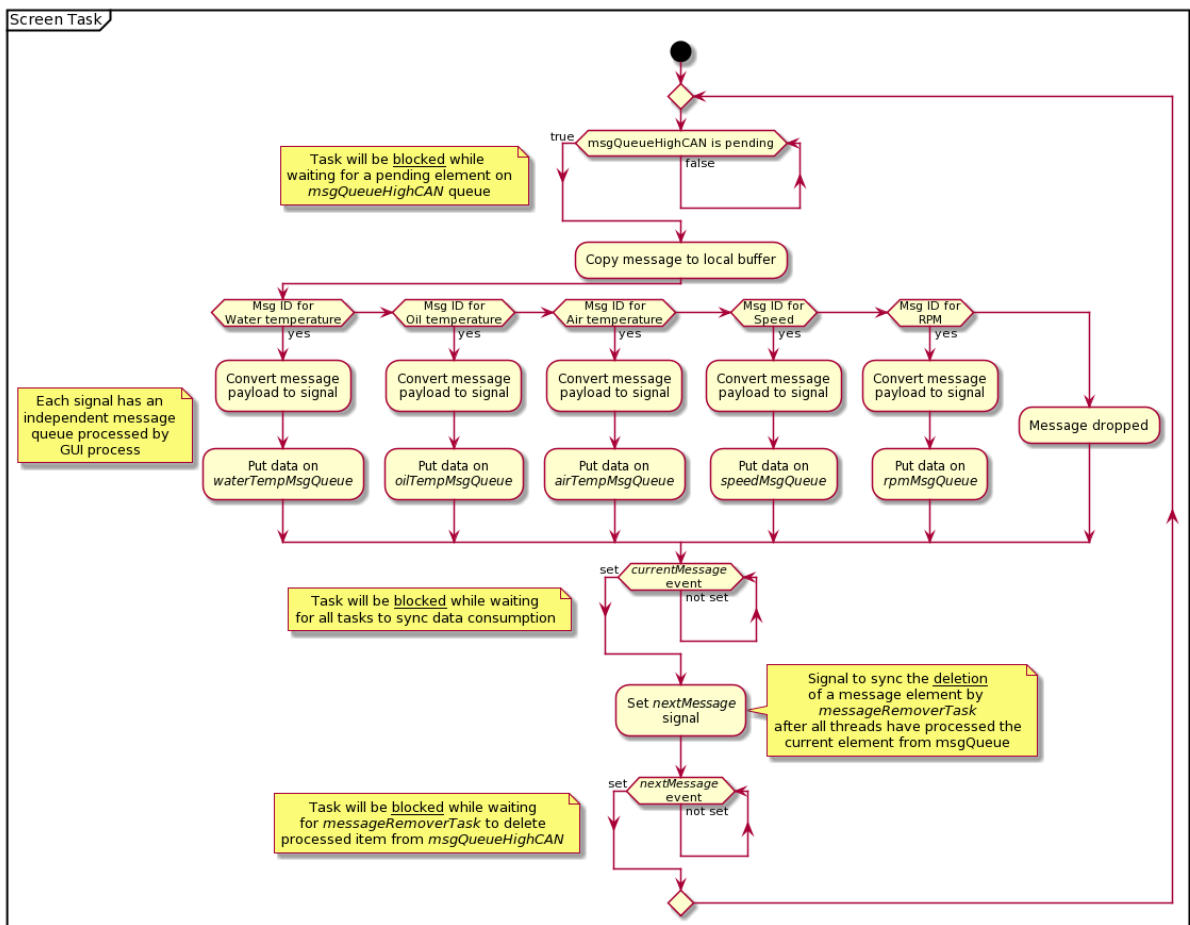 Screen Task
true
msgQueueHighCAN is pending
false
Task will be blocked while
waiting for a pending element on
msgQueueHighCAN queue
Copy message to local buffer
Msg ID for
Water temperature
yes
Msg ID for
Oil temperature
yes
Msg ID for
Air temperature
yes
Msg ID for
Speed
yes
Msg ID for
RPM
yes
Convert message
payload to signal
Convert message
payload to signal
Convert message
payload to signal
Convert message
payload to signal
Convert message
payload to signal
Each signal has an
independent message
queue processed by
GUI process
Message dropped
Put data on
waterTempMsgQueue
Put data on
oilTempMsgQueue
Put data on
airTempMsgQueue
Put data on
speedMsgQueue
Put data on
rpmMsgQueue
set
currentMessage
event
not set
Task will be blocked while waiting
for all tasks to sync data consumption
Set nextMessage
signal
Signal to sync the deletion
of a message element by
messageRemoverTask
after all threads have processed the
current element from msgQueue
set
nextMessage
event
not set
Task will be blocked while waiting
for messageRemoverTask to delete
processed item from msgQueueHighCAN